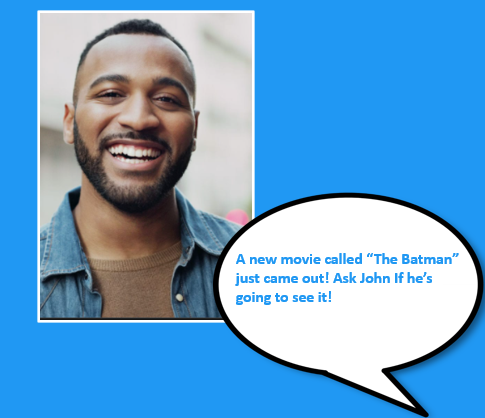 A new movie called “The Batman”
just came out! Ask John If he’s
going to see it!